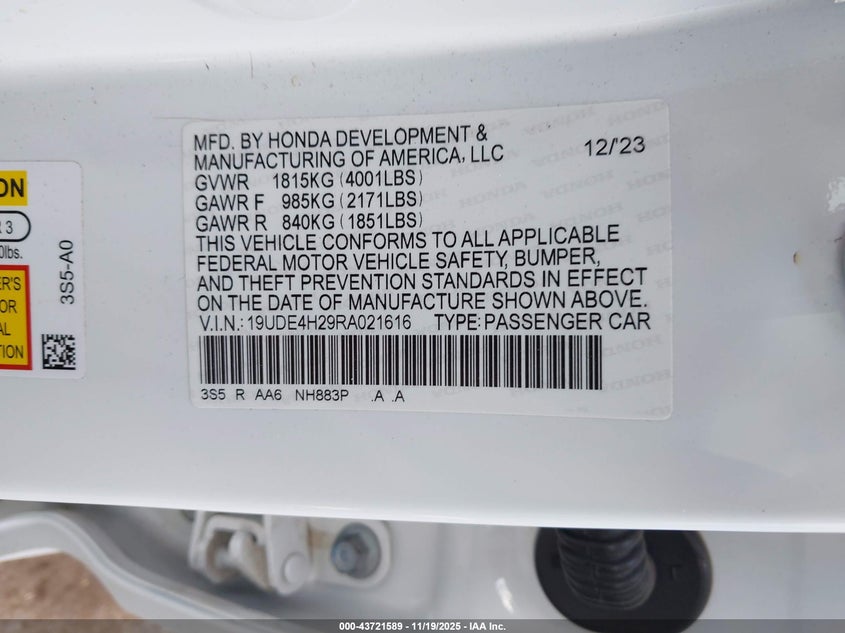 MFD. BY HONDA DEVELOPMENT &
MANUFACTURING OF AMERICA, LLC 12/23
GVWR 1815KG (4001LBS)
GAWR F 985KG (2171LBS)
GAWR R 840KG (1851LBS)
THIS VEHICLE CONFORMS TO ALL APPLICABLE
FEDERAL MOTOR VEHICLE SAFETY, BUMPER,
AND THEFT PREVENTION STANDARDS IN EFFECT
ON THE DATE OF MANUFACTURE SHOWN ABOVE.
V.I.N.: 19UDE4H29RA021616 TYPE: PASSENGER CAR
3S5 R AA6 NH883P .A .A
3S5-A0
000-43721589 - 11/19/2025 - IAA Inc.